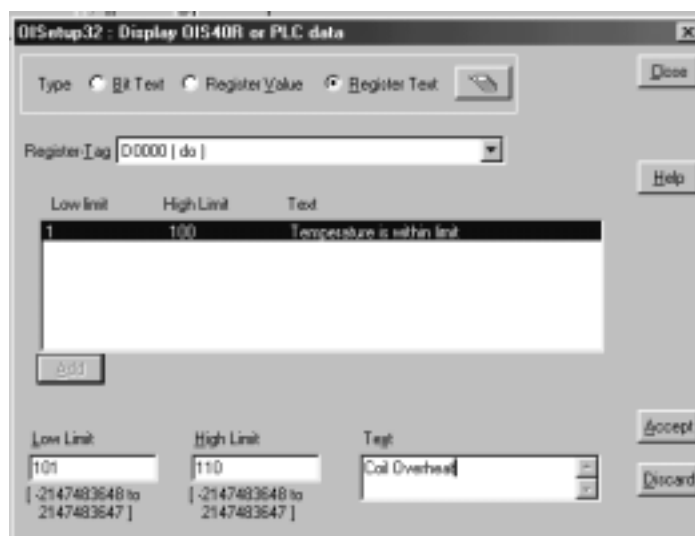 OISetup32 : Display OIS40R or PLC data
Close
Type Bit Text Register Value Register Text
Register-Tag D0000 ( do )
Help
Low limit High Limit Text
1 100 Temperature is within limit
Add
Low Limit High Limit Text
Accept
101 110 Coil Overheat
[ -2147483648 to [ -2147483648 to
2147483647 ] 2147483647 ]
Discard